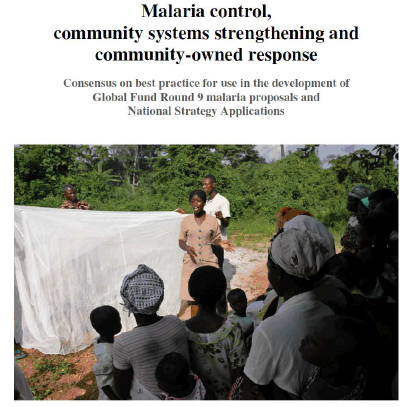 Malaria control,
community systems strengthening and
community-owned response
Consensus on best practice for use in the development of
Global Fund Round 9 malaria proposals and
National Strategy Applications